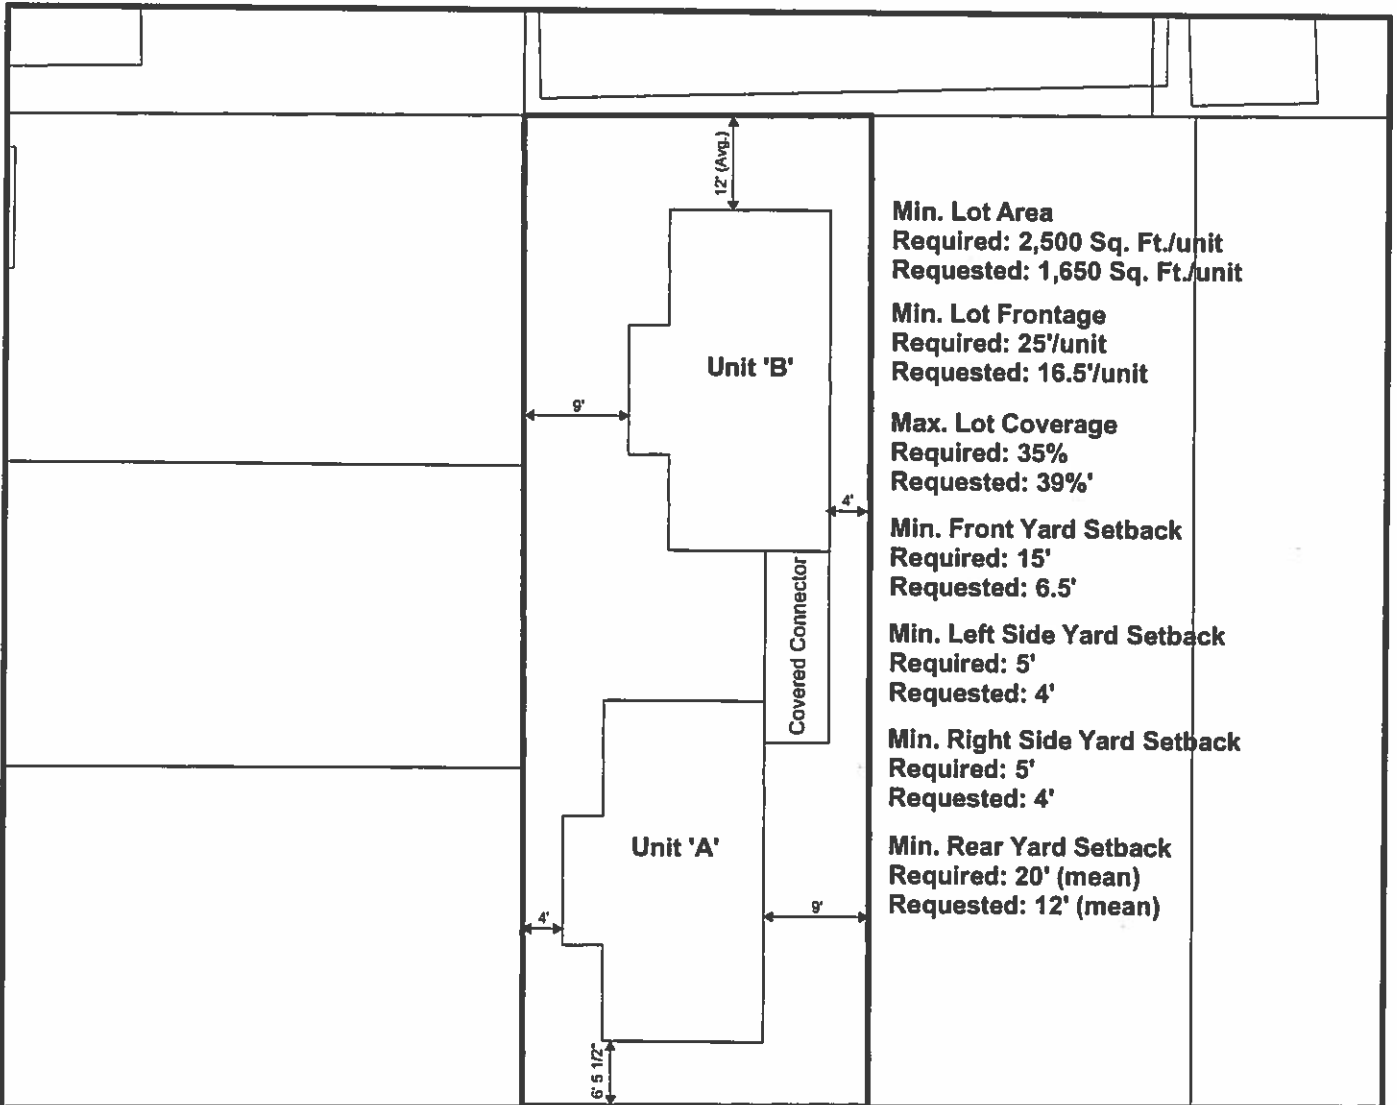 12' (Avg.)
Min. Lot Area
Required: 2,500 Sq. Ft./unit
Requested: 1,650 Sq. Ft./unit
Min. Lot Frontage
Required: 25'/unit
Requested: 16.5'/unit
Unit 'B'
9'
Max. Lot Coverage
Required: 35%
Requested: 39%'
4'
Min. Front Yard Setback
Required: 15'
Requested: 6.5'
Covered Connector
Min. Left Side Yard Setback
Required: 5'
Requested: 4'
Min. Right Side Yard Setback
Required: 5'
Requested: 4'
Unit 'A'
Min. Rear Yard Setback
Required: 20' (mean)
Requested: 12' (mean)
4'
9'
6' 5 1/2"